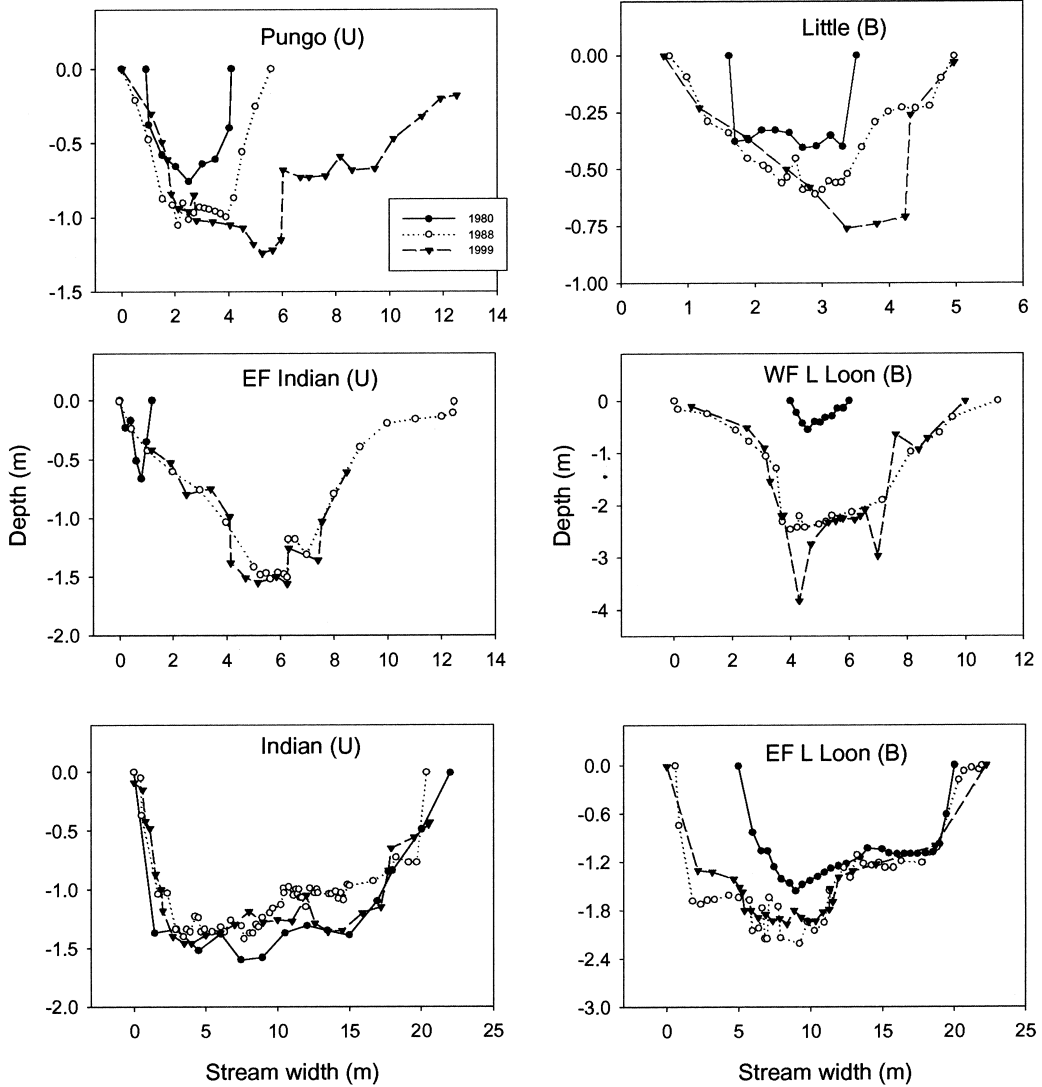 Pungo (U)
0.0
-0.5
-1.0
-1.5
0 2 4 6 8 10 12 14
1980
1988
1999
Little (B)
0.00
-0.25
-0.50
-0.75
-1.00
0 1 2 3 4 5 6
EF Indian (U)
Depth (m)
0.0
-0.5
-1.0
-1.5
-2.0
0 2 4 6 8 10 12 14
WF L Loon (B)
Depth (m)
0
-1
-2
-3
-4
0 2 4 6 8 10 12
Indian (U)
0.0
-0.5
-1.0
-1.5
-2.0
0 5 10 15 20 25
Stream width (m)
EF L Loon (B)
0.0
-0.6
-1.2
-1.8
-2.4
-3.0
0 5 10 15 20 25
Stream width (m)